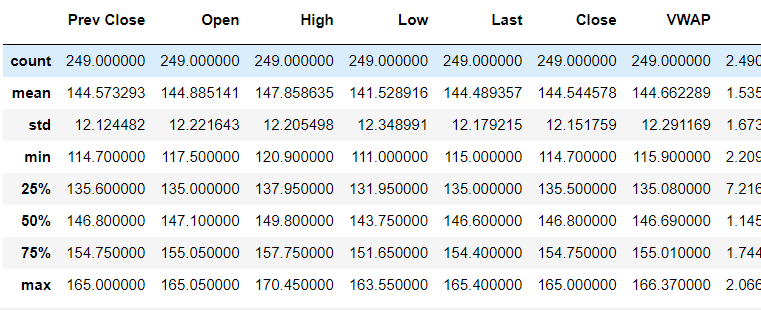 Prev Close Open High Low Last Close VWAP
count 249.000000 249.000000 249.000000 249.000000 249.000000 249.000000 249.000000 2.490
mean 144.573293 144.885141 147.858635 141.528916 144.489357 144.544578 144.662289 1.535
std 12.124482 12.221643 12.205498 12.348991 12.179215 12.151759 12.291169 1.673
min 114.700000 117.500000 120.900000 111.000000 115.000000 114.700000 115.900000 2.209
25% 135.600000 135.000000 137.950000 131.950000 135.000000 135.500000 135.080000 7.216
50% 146.800000 147.100000 149.800000 143.750000 146.600000 146.800000 146.690000 1.145
75% 154.750000 155.050000 157.750000 151.650000 154.400000 154.750000 155.010000 1.744
max 165.000000 165.050000 170.450000 163.550000 165.400000 165.000000 166.370000 2.066